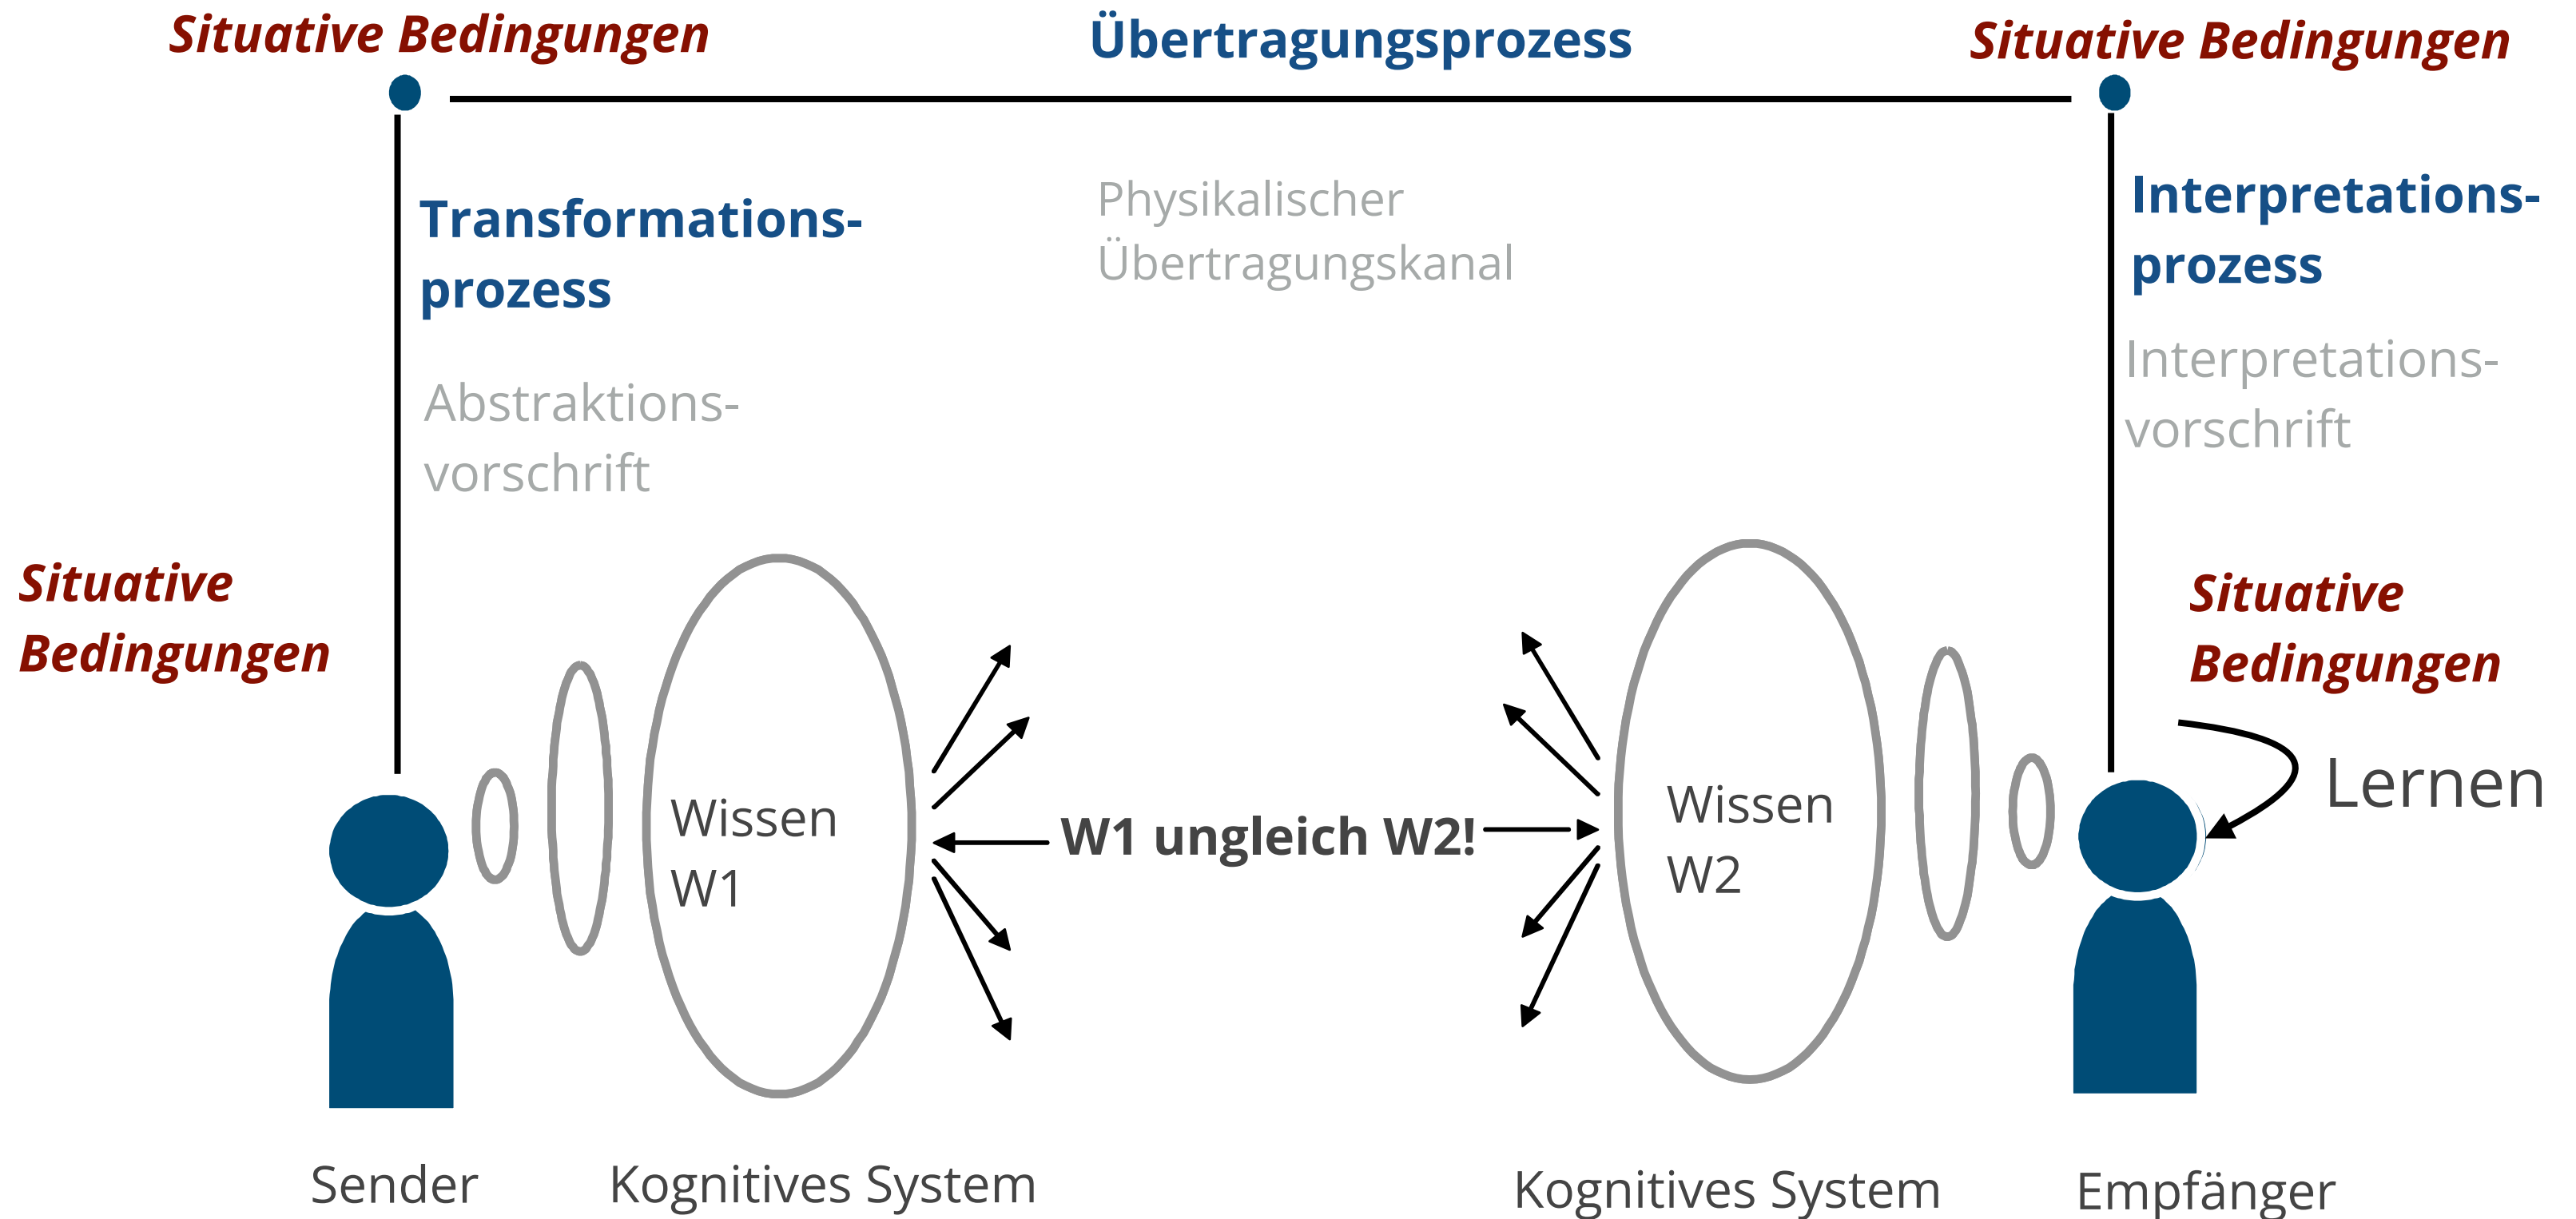 Situative Bedingungen
Übertragungsprozess
Situative Bedingungen
Transformations-
prozess
Physikalischer
Übertragungskanal
Interpretations-
prozess
Abstraktions-
vorschrift
Interpretations-
vorschrift
Situative
Bedingungen
Situative
Bedingungen
Lernen
Wissen
W1
W1 ungleich W2!
Wissen
W2
Sender
Kognitives System
Kognitives System
Empfänger